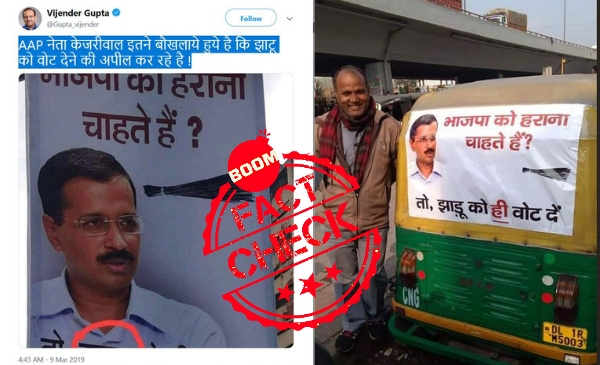 Vijender Gupta
@Gupta_vijender
Follow
AAP नेता केजरीवाल इतने बौखलाये हुये है कि झाटू
को वोट देने की अपील कर रहे है !
भाजपा को हराना
चाहते हैं ?
तो,
4:43 AM - 9 Mar 2019
BOOM
FACT
CHECK
भाजपा को हराना
चाहते हैं?
तो, झाड़ू को ही वोट दें
CNG
DL 1R
M5003